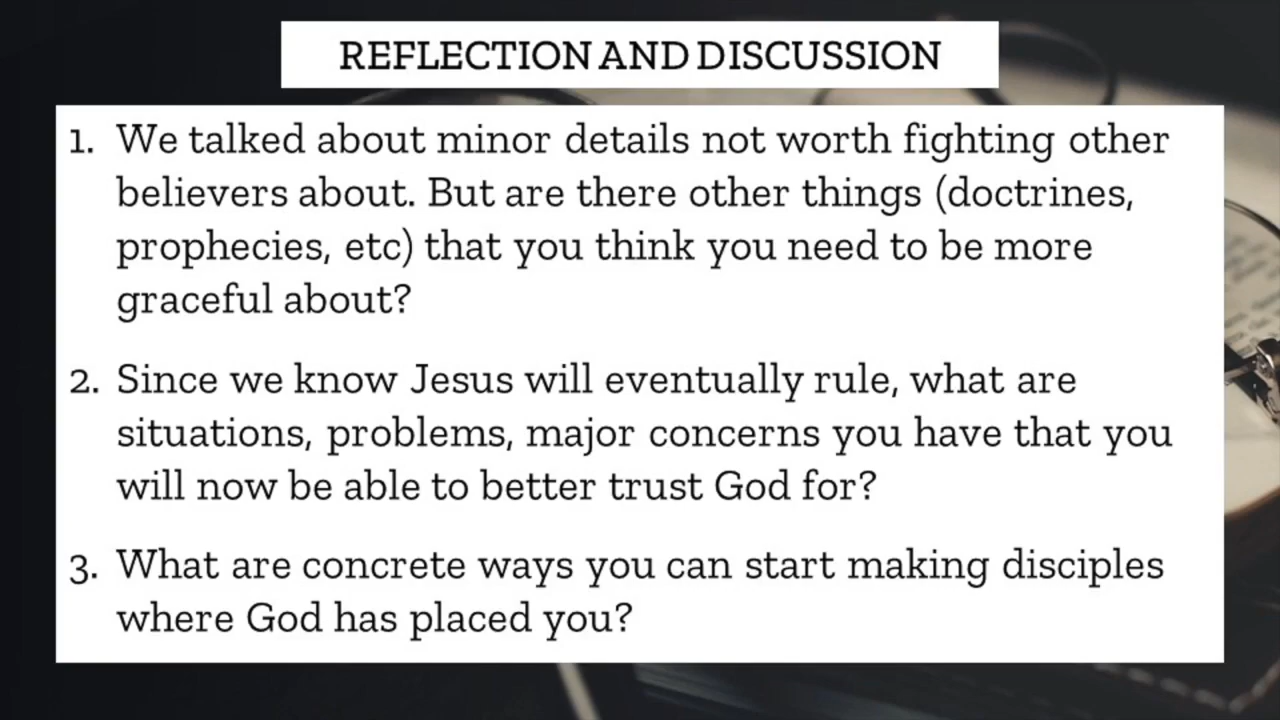 REFLECTION AND DISCUSSION
1. We talked about minor details not worth fighting other
believers about. But are there other things (doctrines,
prophecies, etc) that you think you need to be more
graceful about?
2. Since we know Jesus will eventually rule, what are
situations, problems, major concerns you have that you
will now be able to better trust God for?
3. What are concrete ways you can start making disciples
where God has placed you?